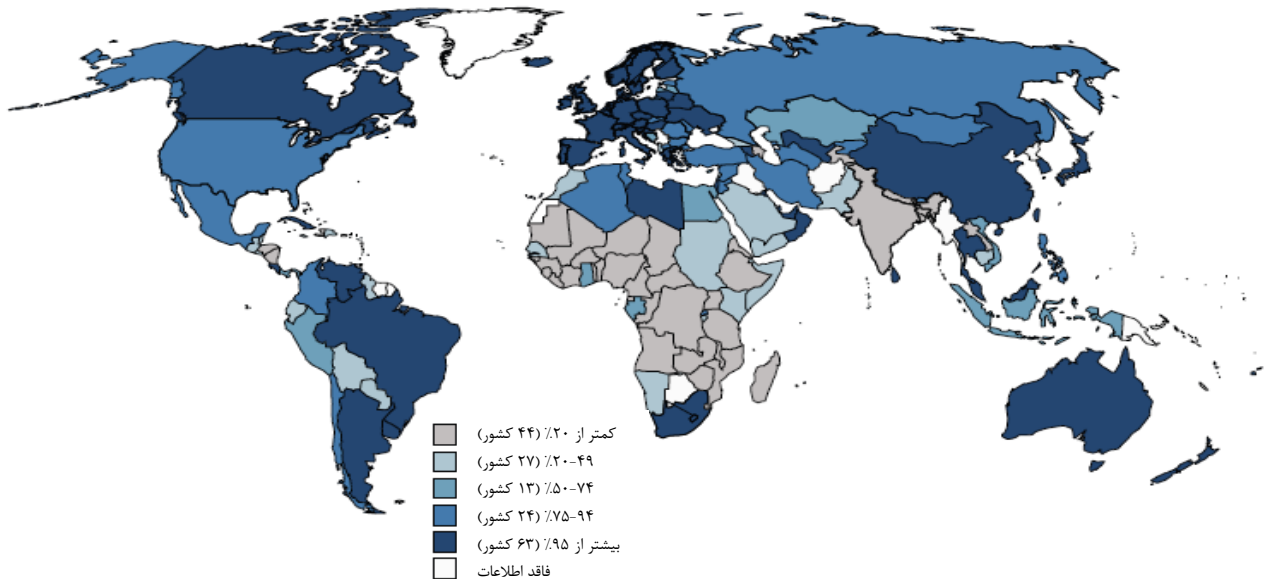 کمتر از ۲۰٪ (۴۴ کشور)
۲۰-۴۹٪ (۲۷ کشور)
۵۰-۷۴٪ (۱۳ کشور)
۷۵-۹۴٪ (۲۴ کشور)
بیشتر از ۹۵٪ (۶۳ کشور)
فاقد اطلاعات